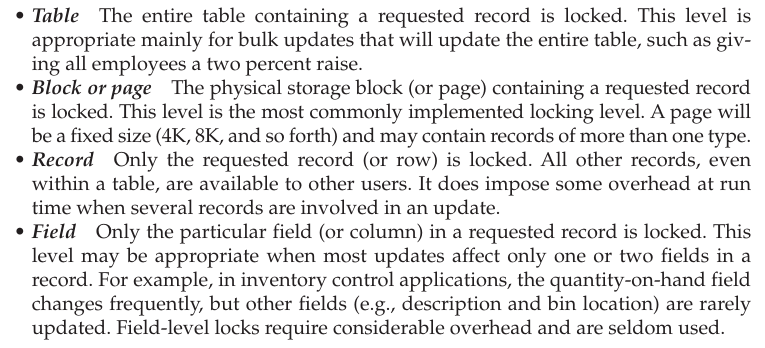 • Table The entire table containing a requested record is locked. This level is
appropriate mainly for bulk updates that will update the entire table, such as giv-
ing all employees a two percent raise.
• Block or page The physical storage block (or page) containing a requested record
is locked. This level is the most commonly implemented locking level. A page will
be a fixed size (4K, 8K, and so forth) and may contain records of more than one type.
• Record Only the requested record (or row) is locked. All other records, even
within a table, are available to other users. It does impose some overhead at run
time when several records are involved in an update.
• Field Only the particular field (or column) in a requested record is locked. This
level may be appropriate when most updates affect only one or two fields in a
record. For example, in inventory control applications, the quantity-on-hand field
changes frequently, but other fields (e.g., description and bin location) are rarely
updated. Field-level locks require considerable overhead and are seldom used.